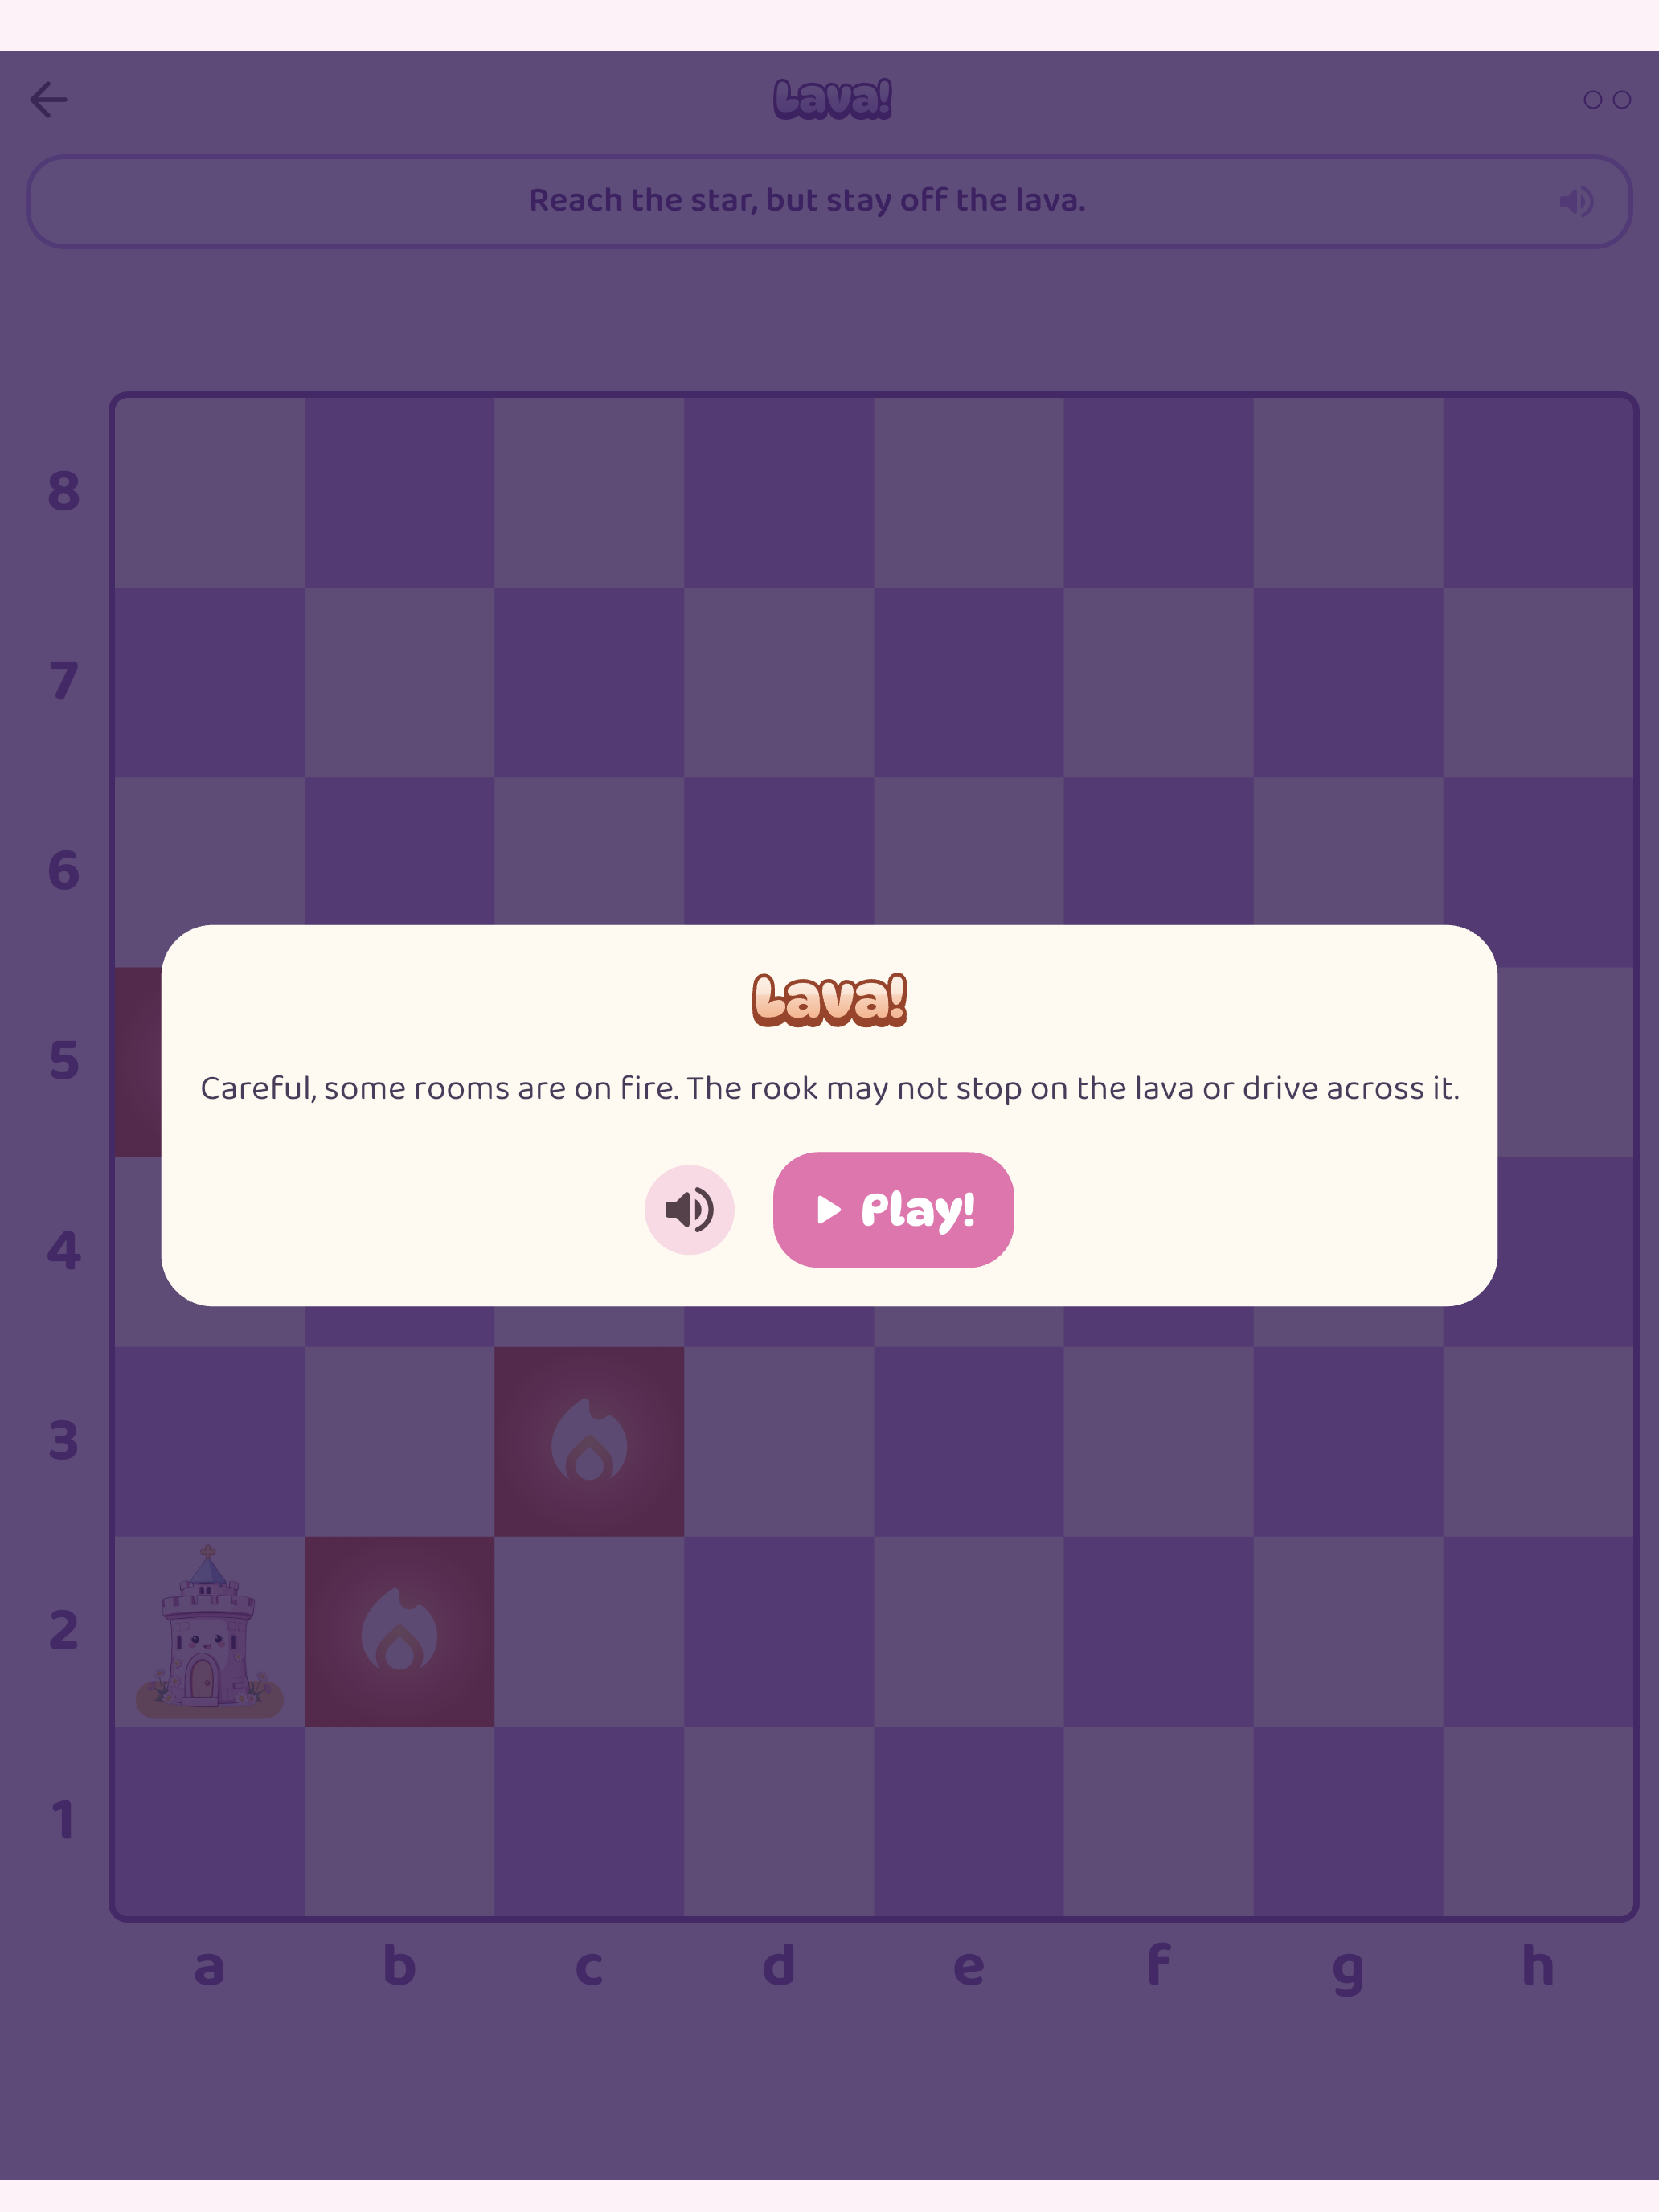 Lava!
Reach the star, but stay off the lava.
8
7
6
5
4
3
2
1
Lava!
Careful, some rooms are on fire. The rook may not stop on the lava or drive across it.
Play!
a b c d e f g h